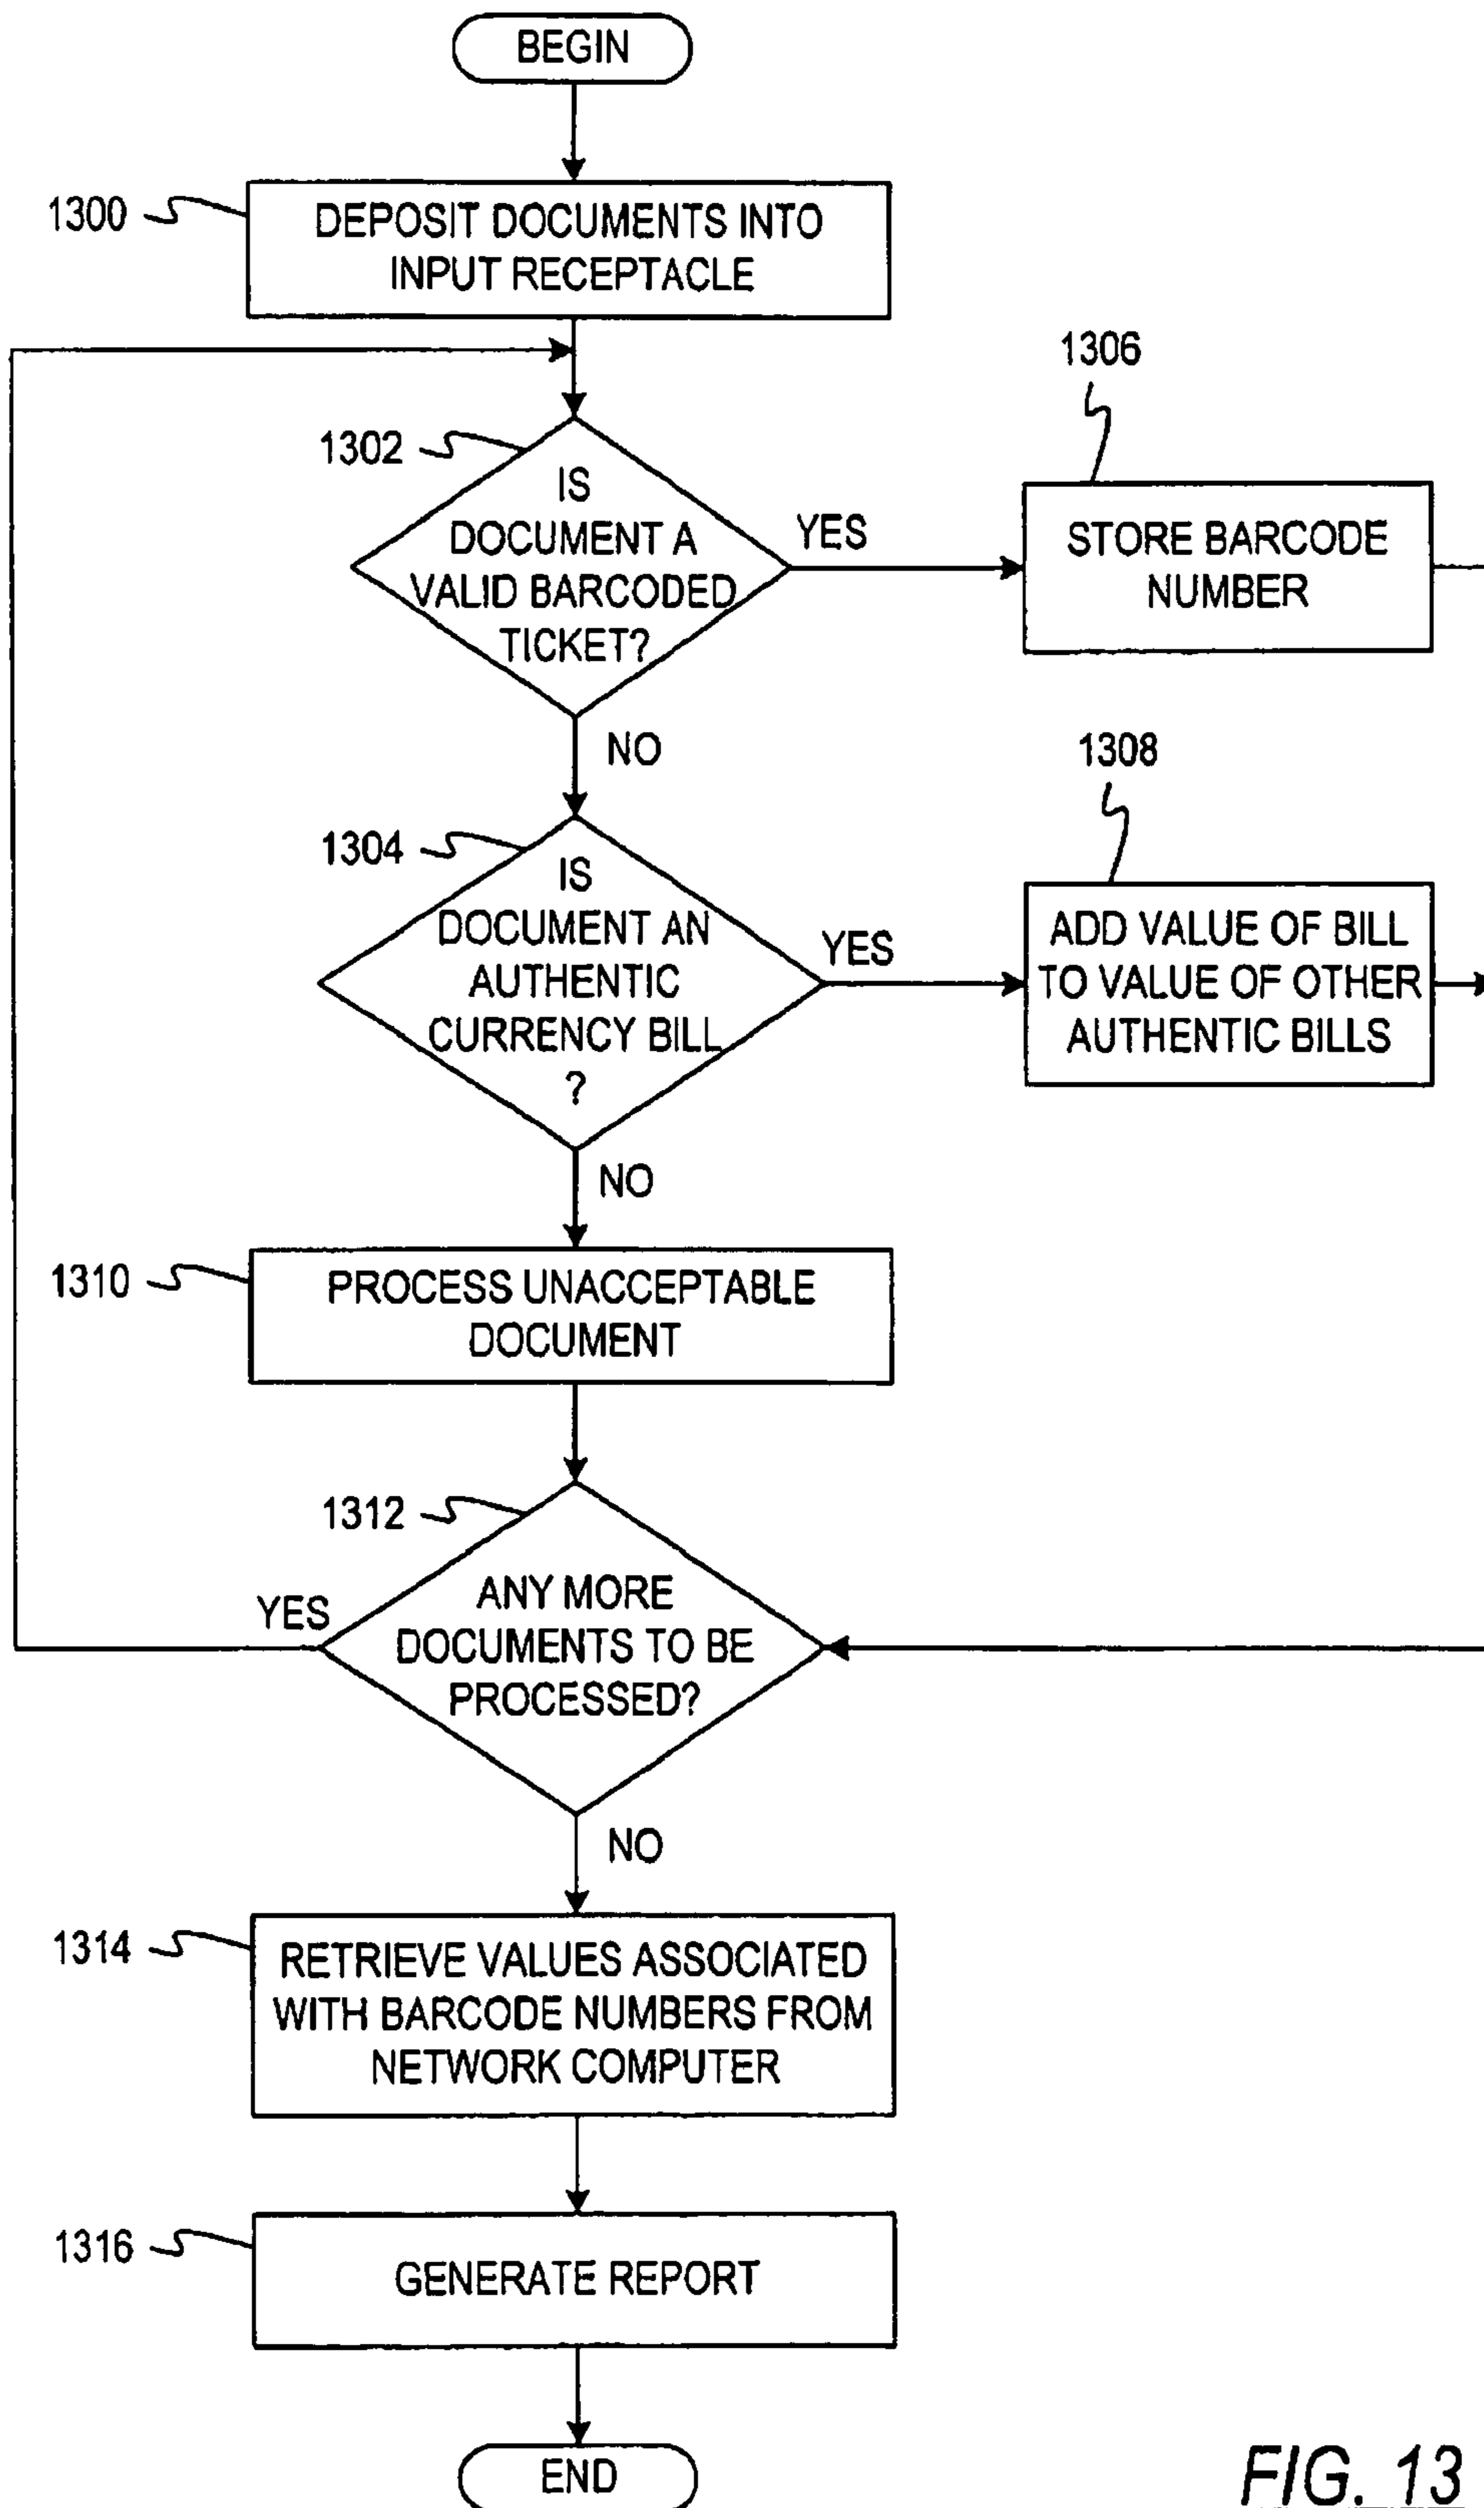 BEGIN
1300
DEPOSIT DOCUMENTS INTO
INPUT RECEPTACLE
1302
IS
DOCUMENT A
VALID BARCODED
TICKET?
YES
1306
STORE BARCODE
NUMBER
NO
1304
IS
DOCUMENT AN
AUTHENTIC
CURRENCY BILL
?
YES
1308
ADD VALUE OF BILL
TO VALUE OF OTHER
AUTHENTIC BILLS
NO
1310
PROCESS UNACCEPTABLE
DOCUMENT
1312
ANY MORE
DOCUMENTS TO BE
PROCESSED?
YES
NO
1314
RETRIEVE VALUES ASSOCIATED
WITH BARCODE NUMBERS FROM
NETWORK COMPUTER
1316
GENERATE REPORT
END
FIG. 13